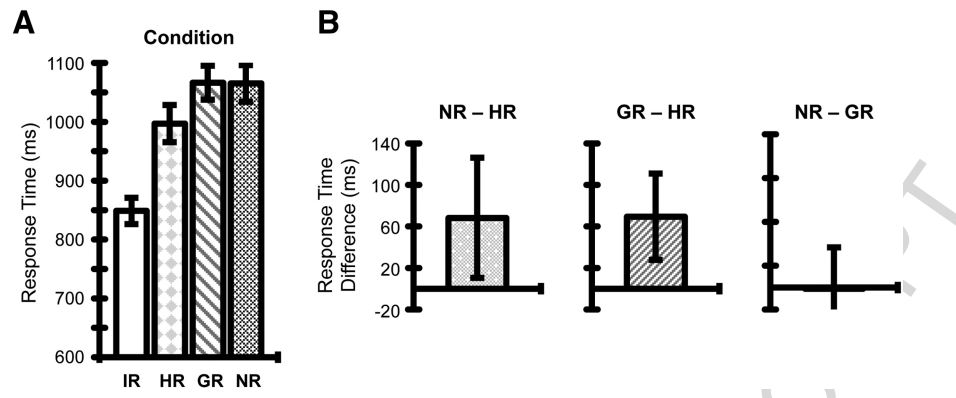 A
Condition
Response Time (ms)
1100
1000
900
800
700
600
IR HR GR NR
B
NR – HR
GR – HR
NR – GR
Response Time
Difference (ms)
140
100
60
20
-20